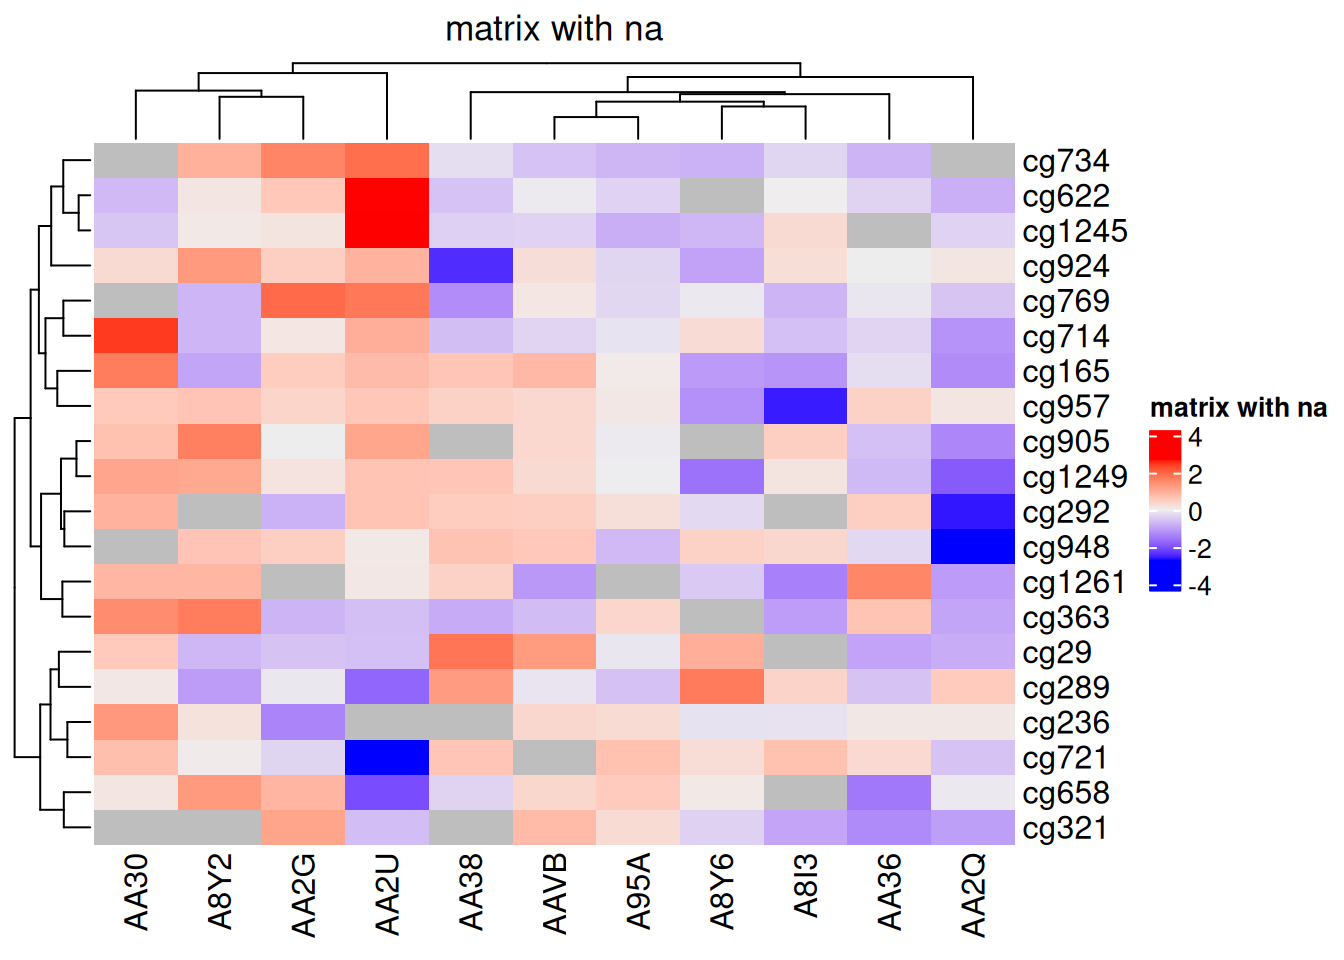 matrix with na
cg734
cg622
cg1245
cg924
cg769
cg714
cg165
cg957
cg905
cg1249
cg292
cg948
cg1261
cg363
cg29
cg289
cg236
cg721
cg658
cg321
matrix with na
4
2
0
-2
-4
AA30
A8Y2
AA2G
AA2U
AA38
AAVB
A95A
A8Y6
A8I3
AA36
AA2Q